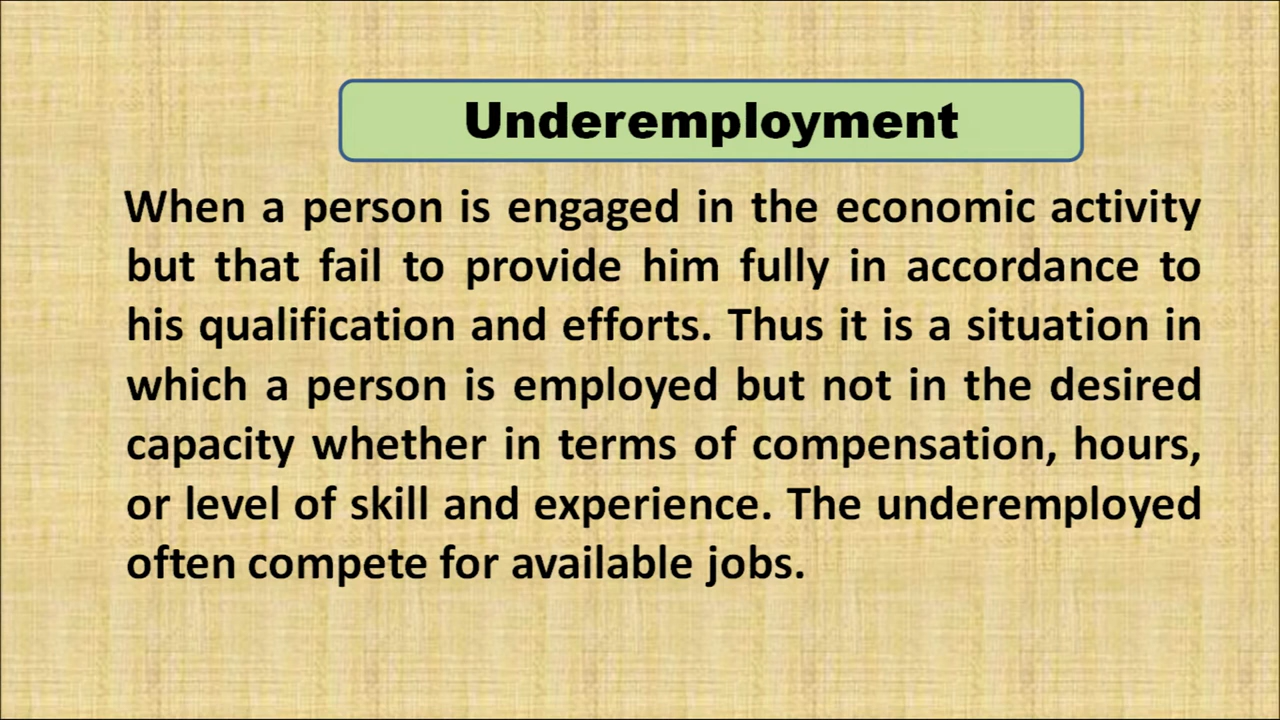 Underemployment
When a person is engaged in the economic activity
but that fail to provide him fully in accordance to
his qualification and efforts. Thus it is a situation in
which a person is employed but not in the desired
capacity whether in terms of compensation, hours,
or level of skill and experience. The underemployed
often compete for available jobs.